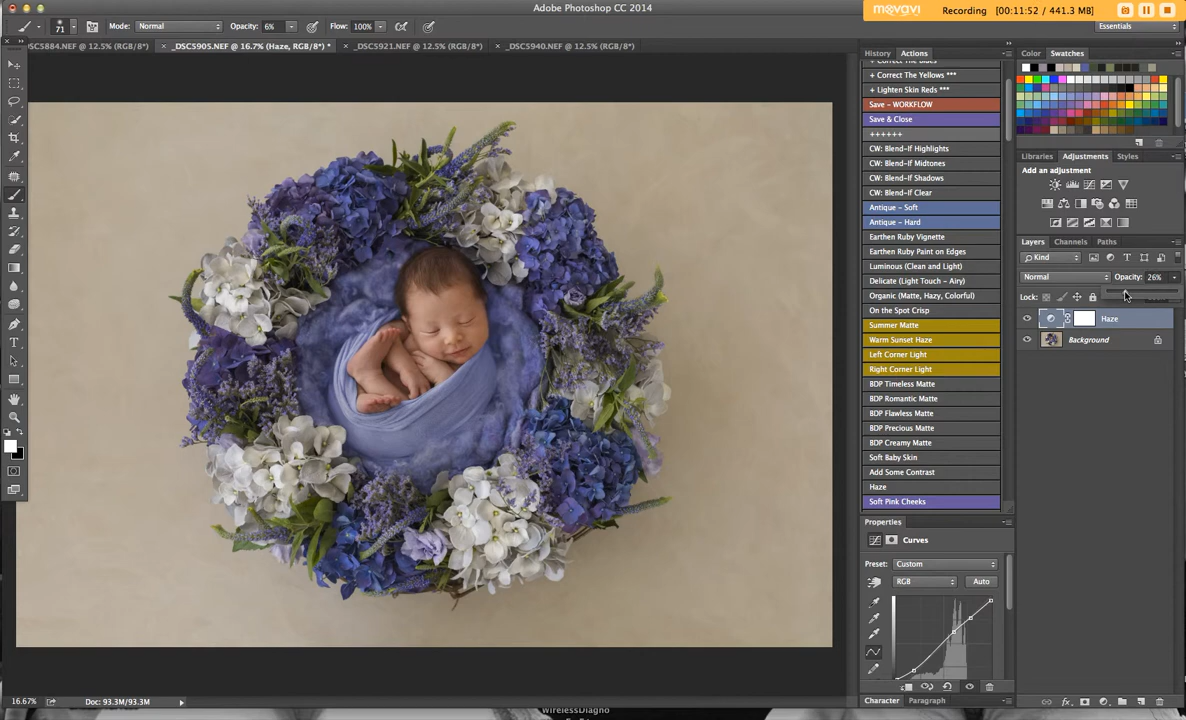 Adobe Photoshop CC 2014
movavi
Recording (00:11:52 / 441.3 MB)
71
Mode: Normal
Opacity: 6%
Flow: 100%
Essentials
DSC5884.NEF @ 12.5% (RGB/8)
_DSC5905.NEF @ 16.7% (Haze, RGB/8) *
_DSC5921.NEF @ 12.5% (RGB/8*)
_DSC5940.NEF @ 12.5% (RGB/8*)
History
Actions
+ Correct The Blues
+ Correct The Yellows ***
+ Lighten Skin Reds ***
Save - WORKFLOW
Save & Close
++++++
CW: Blend-If Highlights
CW: Blend-If Midtones
CW: Blend-If Shadows
CW: Blend-If Clear
Antique - Soft
Antique - Hard
Earthen Ruby Vignette
Earthen Ruby Paint on Edges
Luminous (Clean and Light)
Delicate (Light Touch - Airy)
Organic (Matte, Hazy, Colorful)
On the Spot Crisp
Summer Matte
Warm Sunset Haze
Left Corner Light
Right Corner Light
BDP Timeless Matte
BDP Romantic Matte
BDP Flawless Matte
BDP Precious Matte
BDP Creamy Matte
Soft Baby Skin
Add Some Contrast
Haze
Soft Pink Cheeks
Properties
Curves
Preset: Custom
RGB
Auto
Character
Paragraph
Color
Swatches
Libraries
Adjustments
Styles
Add an adjustment
Layers
Channels
Paths
Kind
Normal
Opacity: 26%
Lock:
Haze
Background
16.67%
Doc: 93.3M/93.3M
WirelessDiagno